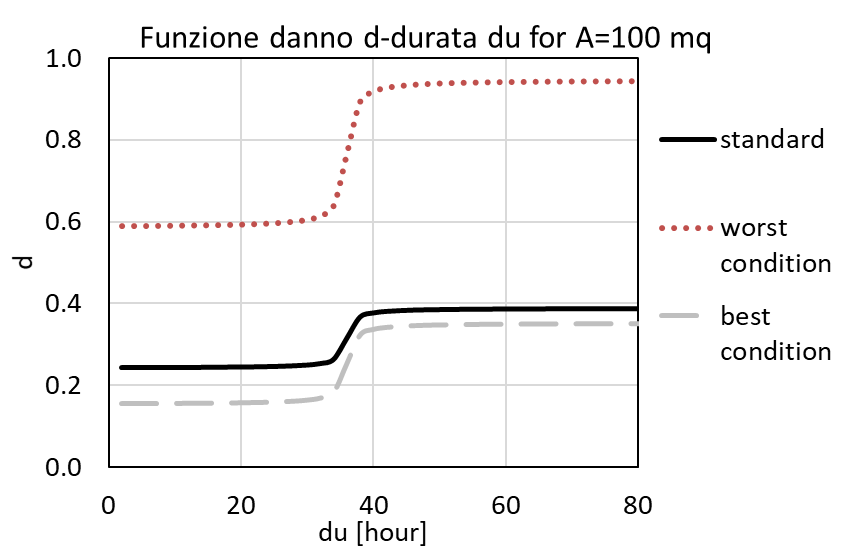 Funzione danno d-durata du for A=100 mq
1.0
0.8
0.6
0.4
0.2
0.0
d
0 20 40 60 80
du [hour]
standard
worst
condition
best
condition